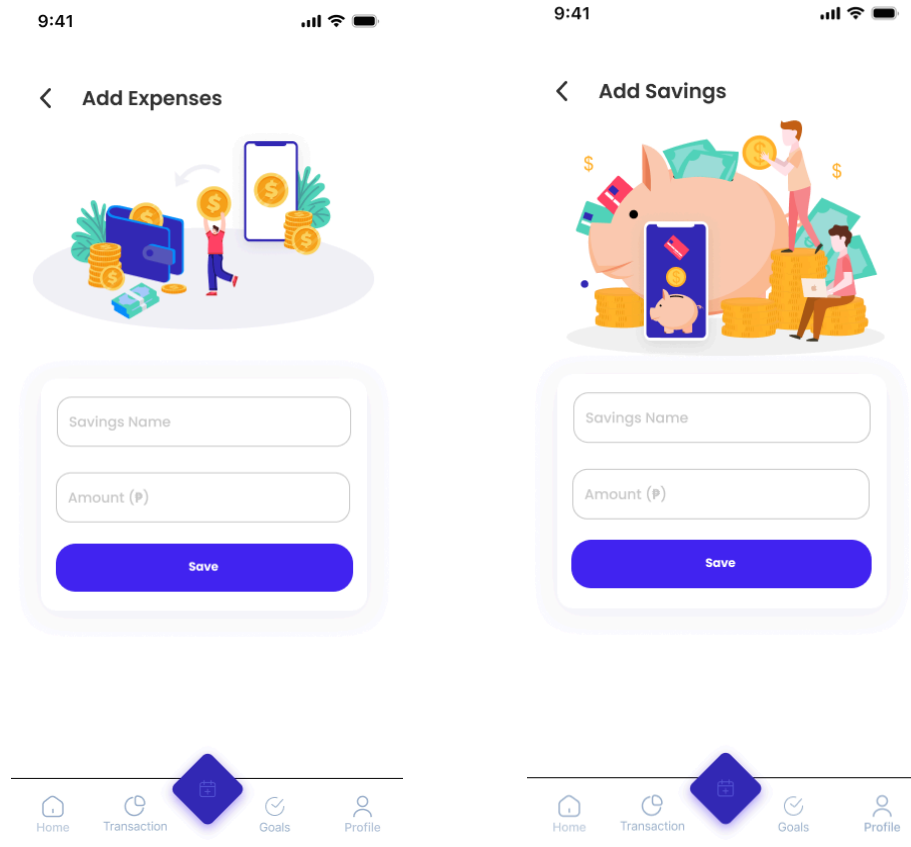 9:41
Add Expenses
$
$
$
$
$
Savings Name
Amount (₱)
Save
Home
Transaction
Goals
Profile
9:41
Add Savings
$
$
$
$
Savings Name
Amount (₱)
Save
Home
Transaction
Goals
Profile